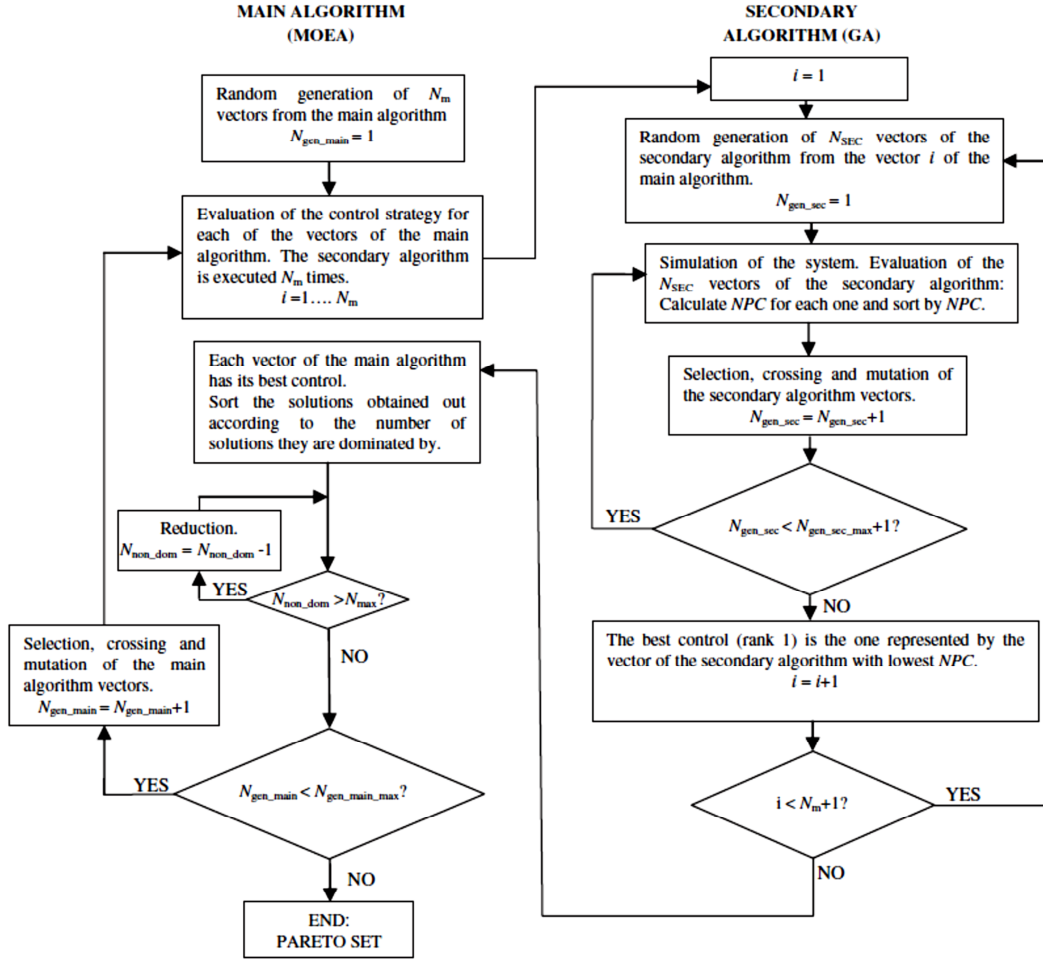 MAIN ALGORITHM
(MOEA)
Random generation of Nm
vectors from the main algorithm
Ngen_main = 1
Evaluation of the control strategy for
each of the vectors of the main
algorithm. The secondary algorithm
is executed Nm times.
i =1…. Nm
Each vector of the main algorithm
has its best control.
Sort the solutions obtained out
according to the number of
solutions they are dominated by.
Reduction.
Nnon_dom = Nnon_dom -1
YES
Nnon_dom >Nmax?
NO
Selection, crossing and
mutation of the main
algorithm vectors.
Ngen_main = Ngen_main+1
YES
Ngen_main < Ngen_main_max?
NO
END:
PARETO SET
SECONDARY
ALGORITHM (GA)
i = 1
Random generation of NSEC vectors of the
secondary algorithm from the vector i of the
main algorithm.
Ngen_sec = 1
Simulation of the system. Evaluation of the
NSEC vectors of the secondary algorithm:
Calculate NPC for each one and sort by NPC.
Selection, crossing and mutation of
the secondary algorithm vectors.
Ngen_sec = Ngen_sec+1
YES
Ngen_sec < Ngen_sec_max+1?
NO
The best control (rank 1) is the one represented by the
vector of the secondary algorithm with lowest NPC.
i = i+1
i < Nm+1?
YES
NO